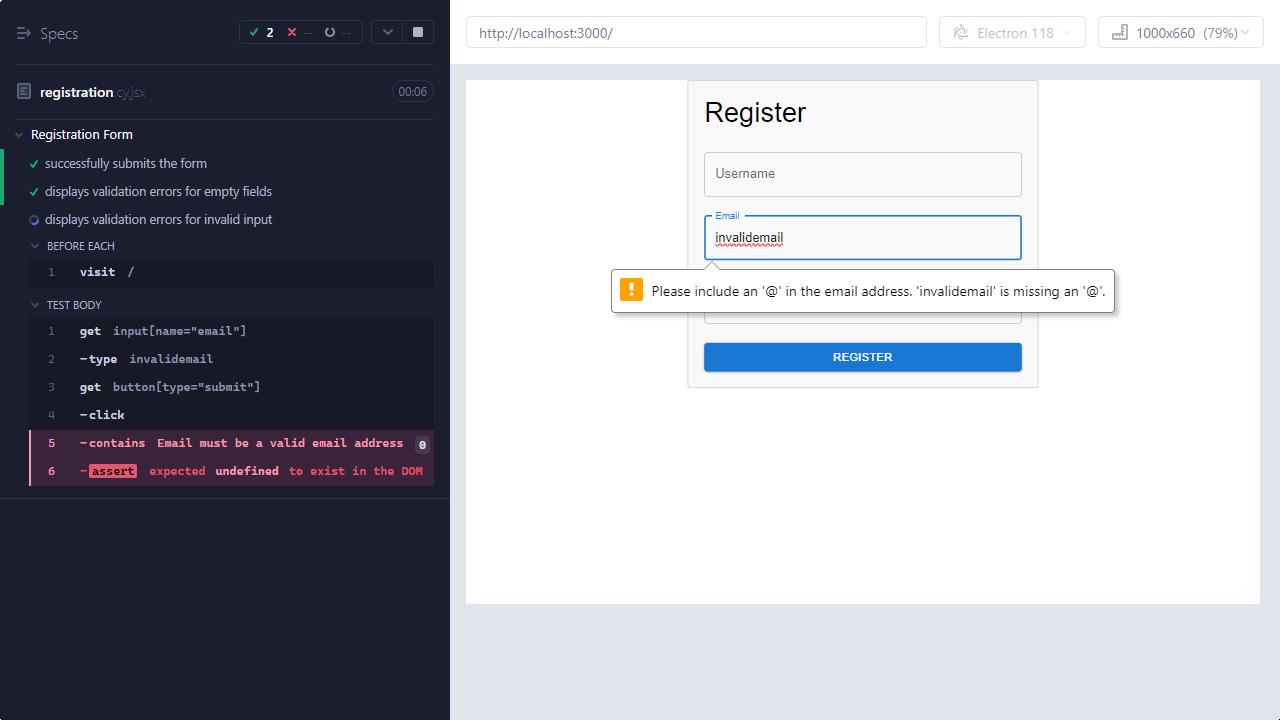 Specs
2 -- --
registration.cy.jsx 00:06
Registration Form
successfully submits the form
displays validation errors for empty fields
displays validation errors for invalid input
BEFORE EACH
1 visit /
TEST BODY
1 get input[name="email"]
2 -type invalidemail
3 get button[type="submit"]
4 -click
5 -contains Email must be a valid email address 0
6 -assert expected undefined to exist in the DOM
http://localhost:3000/
Electron 118
1000x660 (79%)
Register
Username
Email
invalidemail
! Please include an '@' in the email address. 'invalidemail' is missing an '@'.
REGISTER